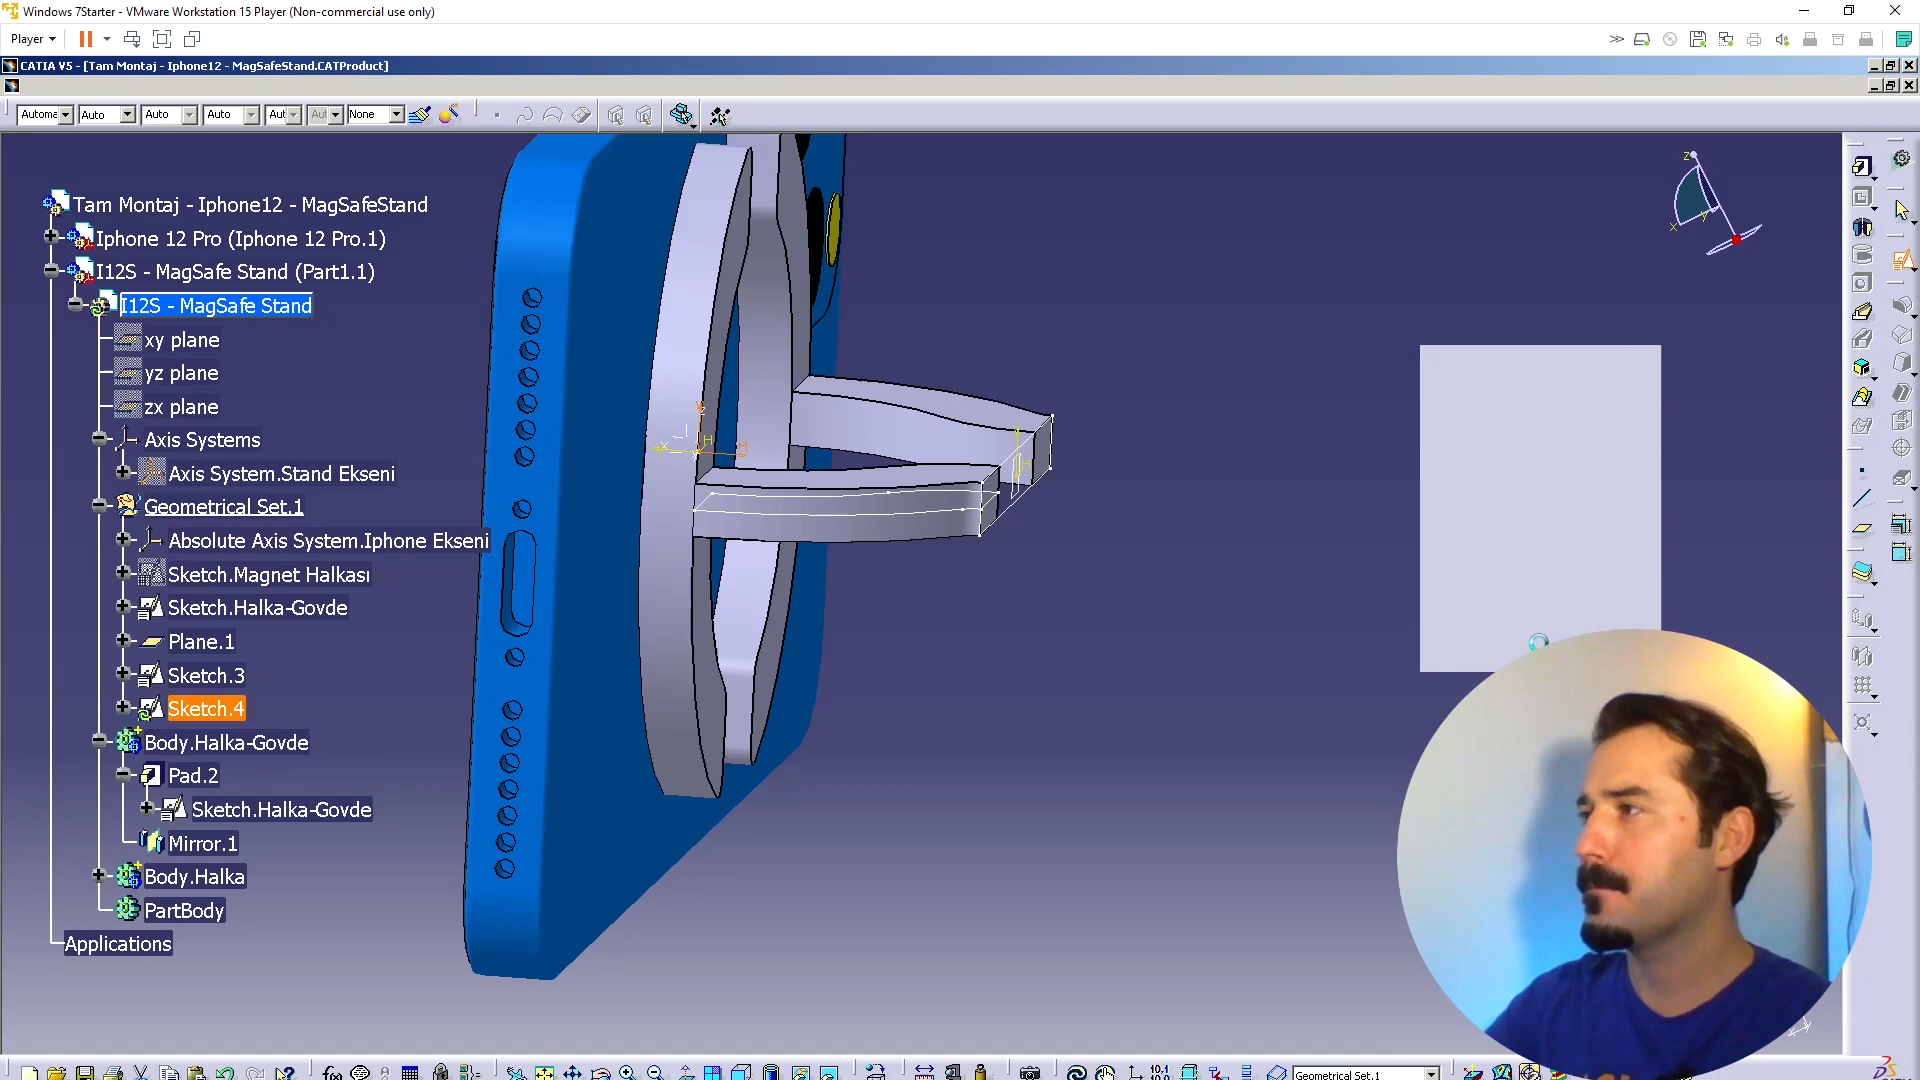 Windows 7Starter - VMware Workstation 15 Player (Non-commercial use only)
Player
CATIA V5 - [Tam Montaj - Iphone12 - MagSafeStand.CATProduct]
Automa Auto Auto Auto Aut Aut None
Tam Montaj - Iphone12 - MagSafeStand
Iphone 12 Pro (Iphone 12 Pro.1)
I12S - MagSafe Stand (Part1.1)
I12S - MagSafe Stand
xy plane
yz plane
zx plane
Axis Systems
Axis System.Stand Ekseni
Geometrical Set.1
Absolute Axis System.Iphone Ekseni
Sketch.Magnet Halkası
Sketch.Halka-Govde
Plane.1
Sketch.3
Sketch.4
Body.Halka-Govde
Pad.2
Sketch.Halka-Govde
Mirror.1
Body.Halka
PartBody
Applications
z
x
y
H
H
Geometrical Set.1